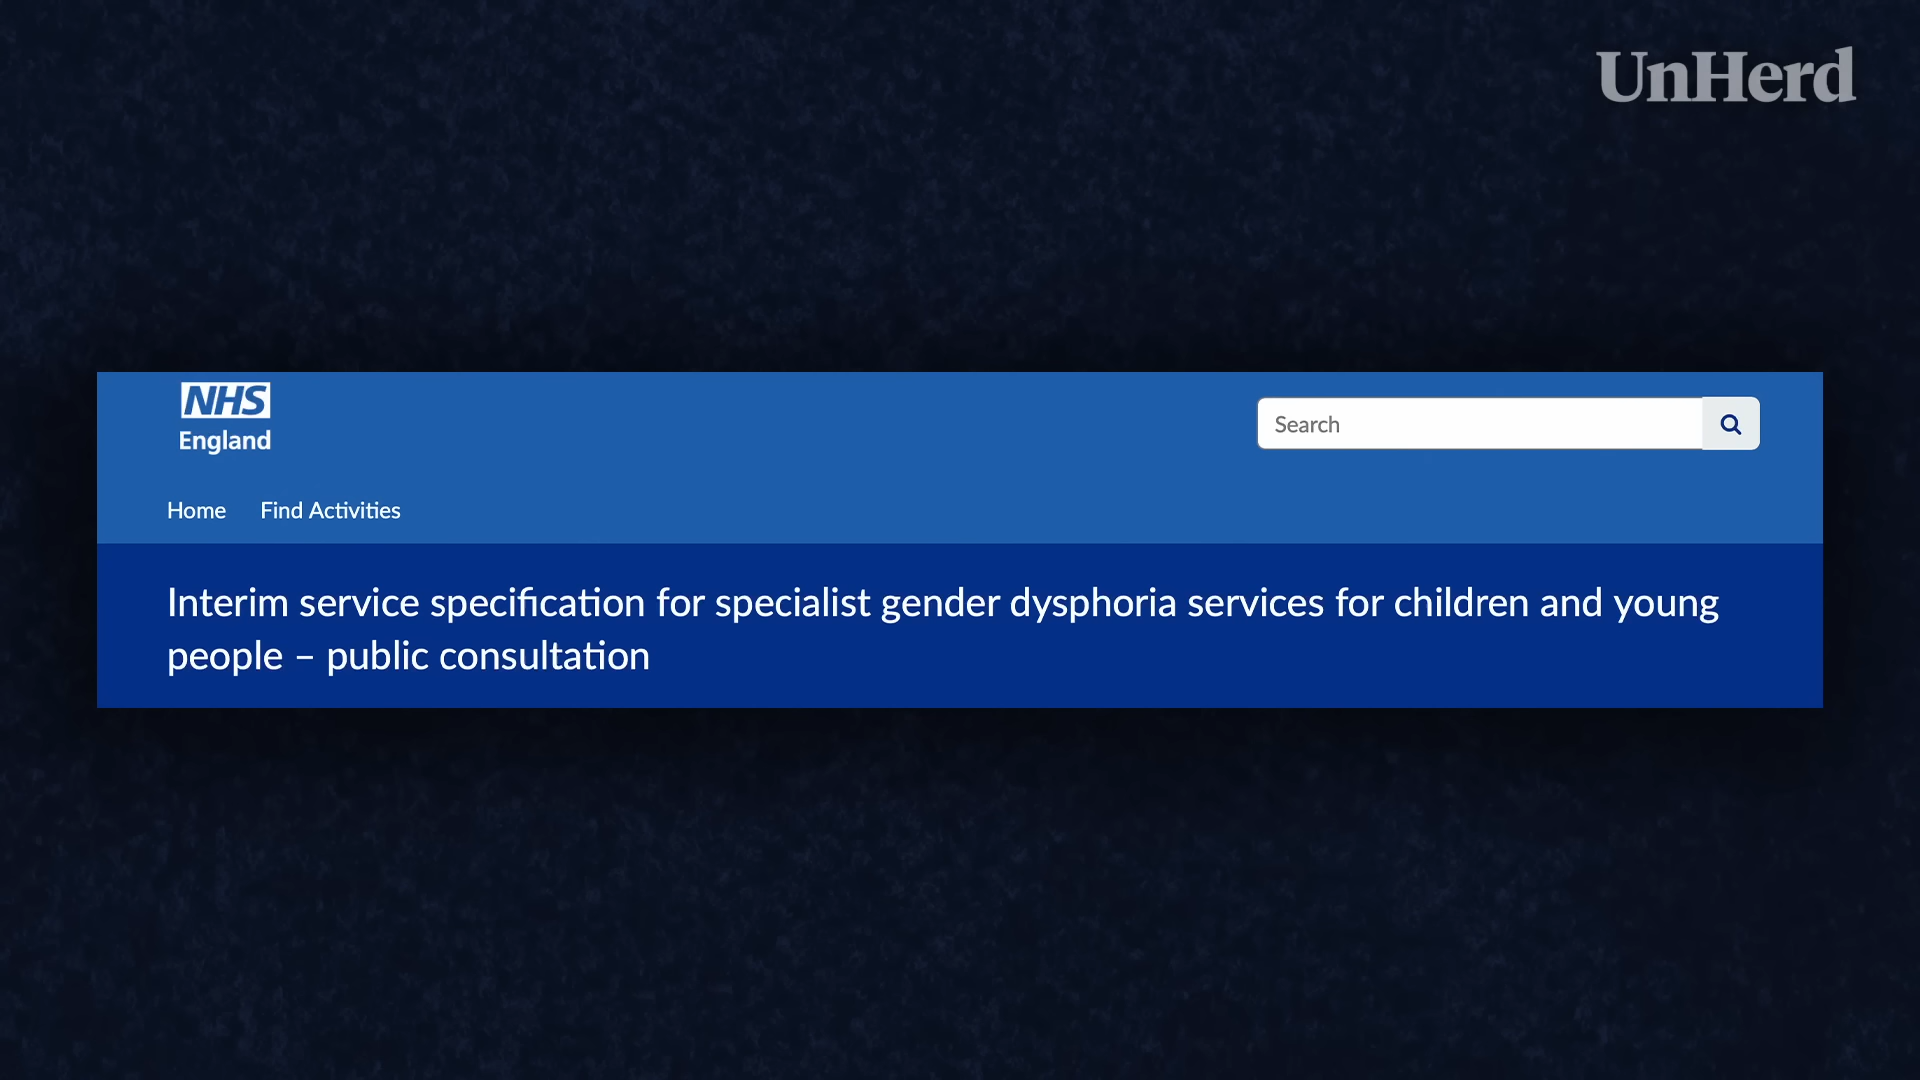 UnHerd
NHS
England
Search
Home Find Activities
Interim service specification for specialist gender dysphoria services for children and young
people – public consultation